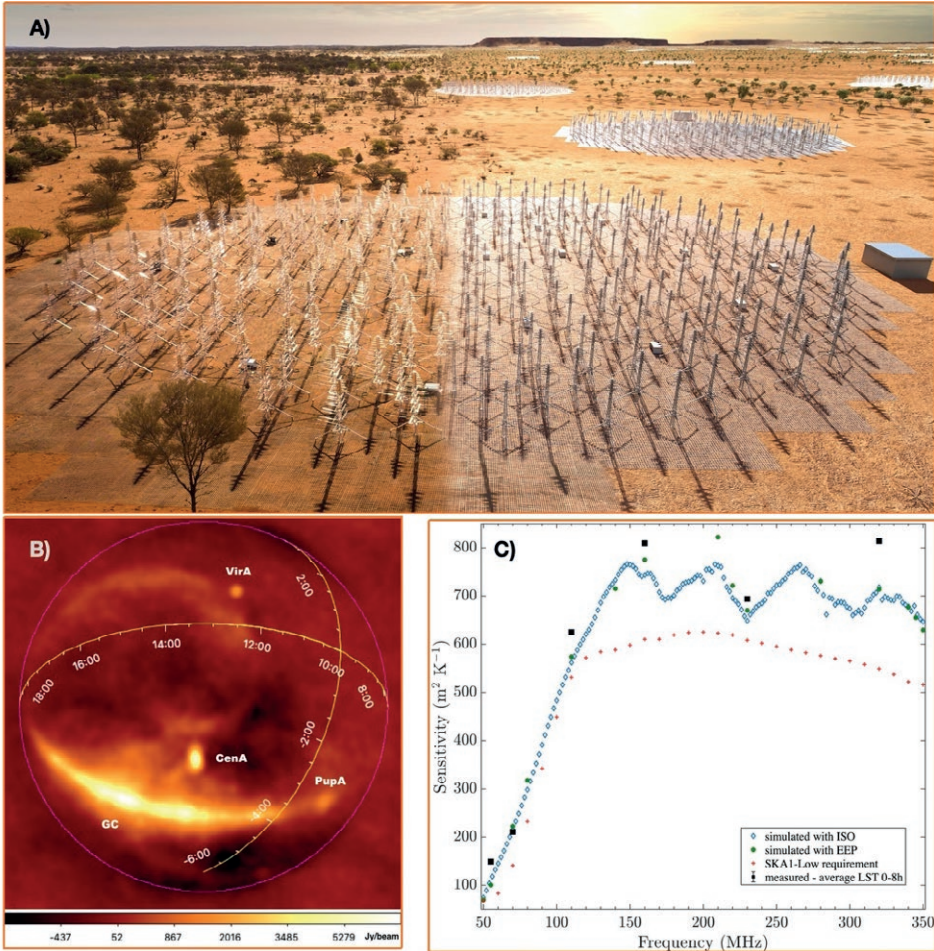 A)
B)
VirA
2:00
16:00
14:00
12:00
10:00
18:00
8:00
-2:00
CenA
PupA
GC
-4:00
-6:00
-437 52 867 2016 3485 5279 Jy/beam
C)
Sensitivity (m² K⁻¹)
800
700
600
500
400
300
200
100
simulated with ISO
simulated with EEP
SKA1-Low requirement
measured - average LST 0-8h
50 100 150 200 250 300 350
Frequency (MHz)